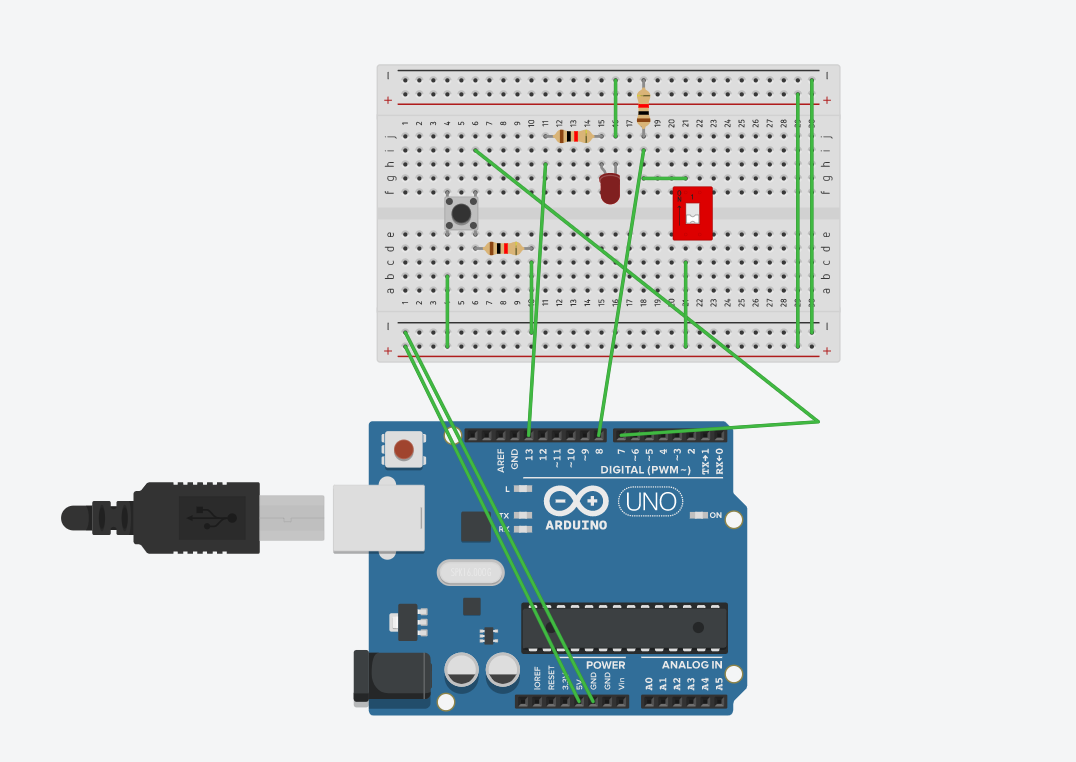 − −
+ +
1 2 3 4 5 6 7 8 9 10 11 12 13 14 15 16 17 18 19 20 21 22 23 24 25 26 27 28 29 30
j j
i i
h h
g g
f f
e e
d d
c c
b b
a a
1 2 3 4 5 6 7 8 9 10 11 12 13 14 15 16 17 18 19 20 21 22 23 24 25 26 27 28 29 30
− −
+ +
AREF GND 13 12 ~11 ~10 ~9 8 7 ~6 ~5 4 ~3 2 TX→1 RX←0
DIGITAL (PWM~)
L
TX
RX
ARDUINO
UNO
ON
POWER
ANALOG IN
IOREF RESET 3.3V 5V GND GND Vin A0 A1 A2 A3 A4 A5